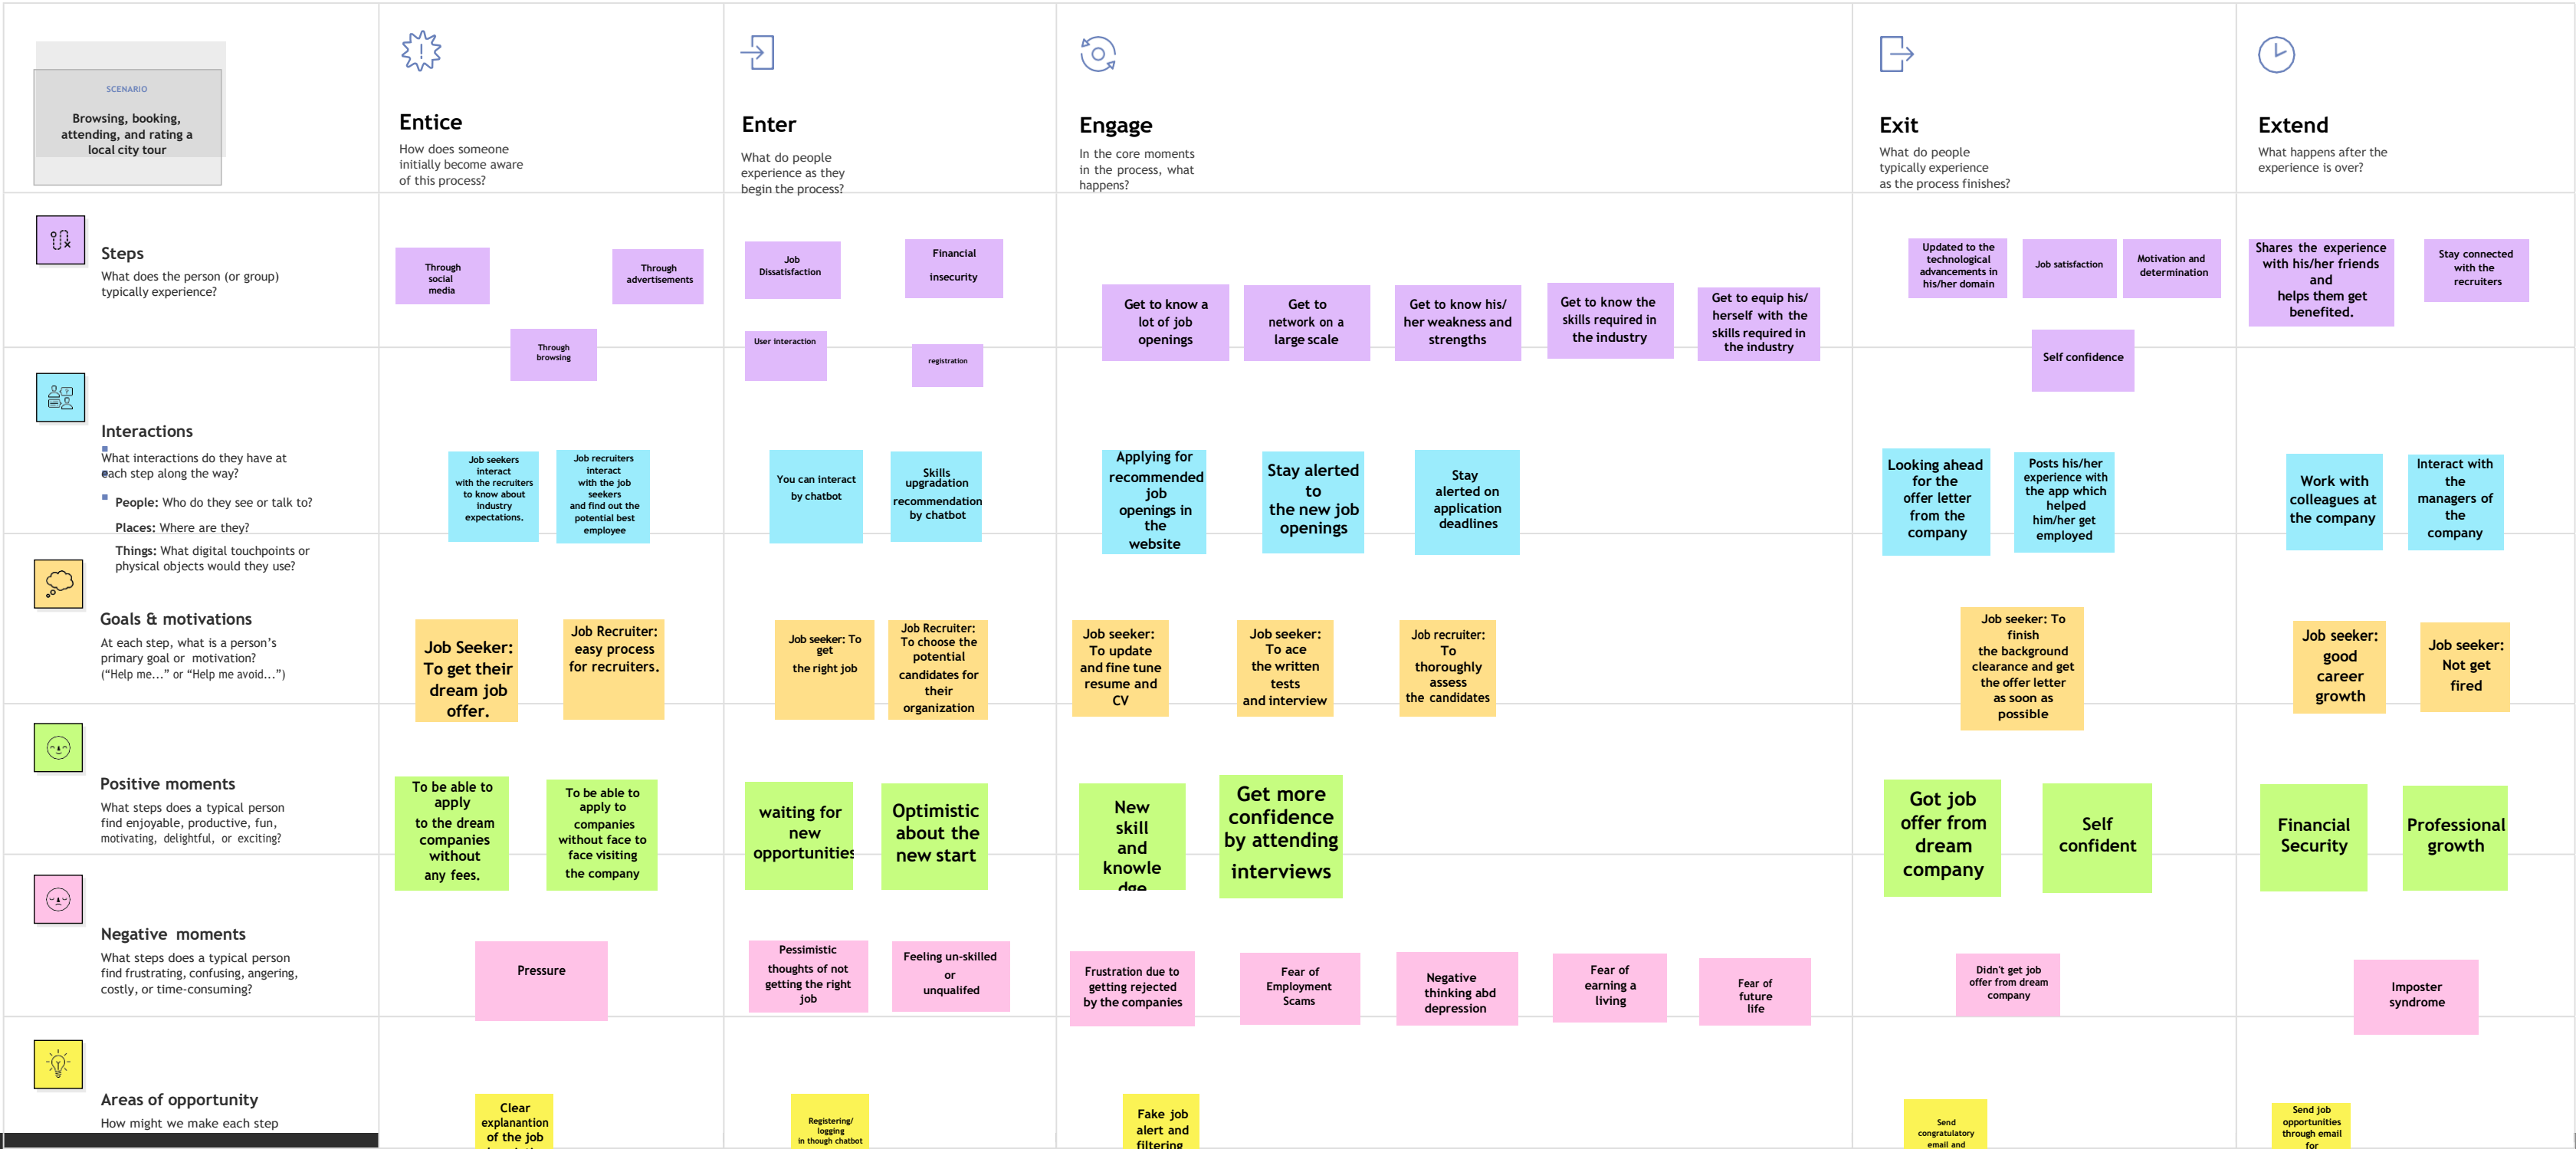 SCENARIO
Browsing, booking,
attending, and rating a
local city tour
Entice
How does someone
initially become aware
of this process?
Enter
What do people
experience as they
begin the process?
Engage
In the core moments
in the process, what
happens?
Exit
What do people
typically experience
as the process finishes?
Extend
What happens after the
experience is over?
Steps
What does the person (or group)
typically experience?
Through
social
media
Through
advertisements
Through
browsing
Job
Dissatisfaction
Financial
insecurity
User interaction
registration
Get to know a
lot of job
openings
Get to
network on a
large scale
Get to know his/
her weakness and
strengths
Get to know the
skills required in
the industry
Get to equip his/
herself with the
skills required in
the industry
Updated to the
technological
advancements in
his/her domain
Job satisfaction
Motivation and
determination
Self confidence
Shares the experience
with his/her friends
and
helps them get
benefited.
Stay connected
with the
recruiters
Interactions
What interactions do they have at
each step along the way?
People: Who do they see or talk to?
Places: Where are they?
Things: What digital touchpoints or
physical objects would they use?
Job seekers
interact
with the recruiters
to know about
industry
expectations.
Job recruiters
interact
with the job
seekers
and find out the
potential best
employee
You can interact
by chatbot
Skills
upgradation
recommendation
by chatbot
Applying for
recommended
job
openings in
the
website
Stay alerted
to
the new job
openings
Stay
alerted on
application
deadlines
Looking ahead
for the
offer letter
from the
company
Posts his/her
experience with
the app which
helped
him/her get
employed
Work with
colleagues at
the company
Interact with
the
managers of
the
company
Goals & motivations
At each step, what is a person's
primary goal or motivation?
("Help me..." or "Help me avoid...")
Job Seeker:
To get their
dream job
offer.
Job Recruiter:
easy process
for recruiters.
Job seeker: To
get
the right job
Job Recruiter:
To choose the
potential
candidates for
their
organization
Job seeker:
To update
and fine tune
resume and
CV
Job seeker:
To ace
the written
tests
and interview
Job recruiter:
To
thoroughly
assess
the candidates
Job seeker: To
finish
the background
clearance and get
the offer letter
as soon as
possible
Job seeker:
good
career
growth
Job seeker:
Not get
fired
Positive moments
What steps does a typical person
find enjoyable, productive, fun,
motivating, delightful, or exciting?
To be able to
apply
to the dream
companies
without
any fees.
To be able to
apply to
companies
without face to
face visiting
the company
waiting for
new
opportunities
Optimistic
about the
new start
New
skill
and
knowle
dge
Get more
confidence
by attending
interviews
Got job
offer from
dream
company
Self
confident
Financial
Security
Professional
growth
Negative moments
What steps does a typical person
find frustrating, confusing, angering,
costly, or time-consuming?
Pressure
Pessimistic
thoughts of not
getting the right
job
Feeling un-skilled
or
unqualifed
Frustration due to
getting rejected
by the companies
Fear of
Employment
Scams
Negative
thinking abd
depression
Fear of
earning a
living
Fear of
future
life
Didn't get job
offer from dream
company
Imposter
syndrome
Areas of opportunity
How might we make each step
Clear
explanantion
of the job
Registering/
logging
in though chatbot
Fake job
alert and
filtering
Send
congratulatory
email and
Send job
opportunities
through email
for